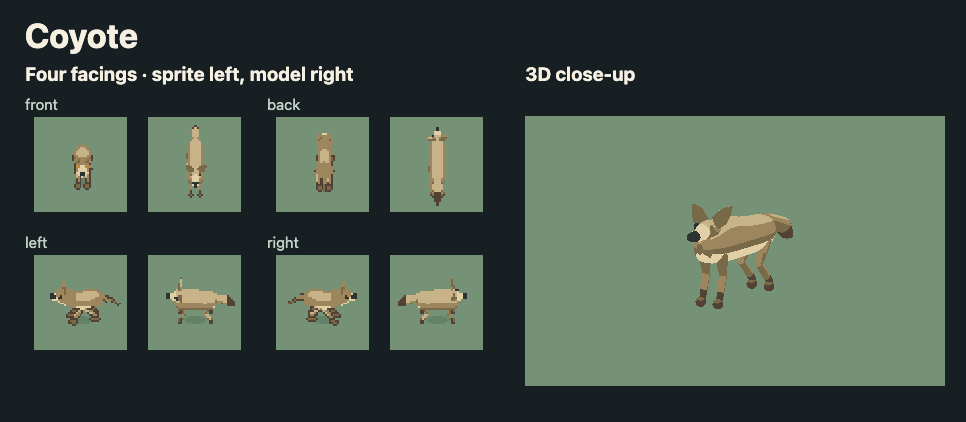 Coyote
Four facings · sprite left, model right
3D close-up
front
back
left
right